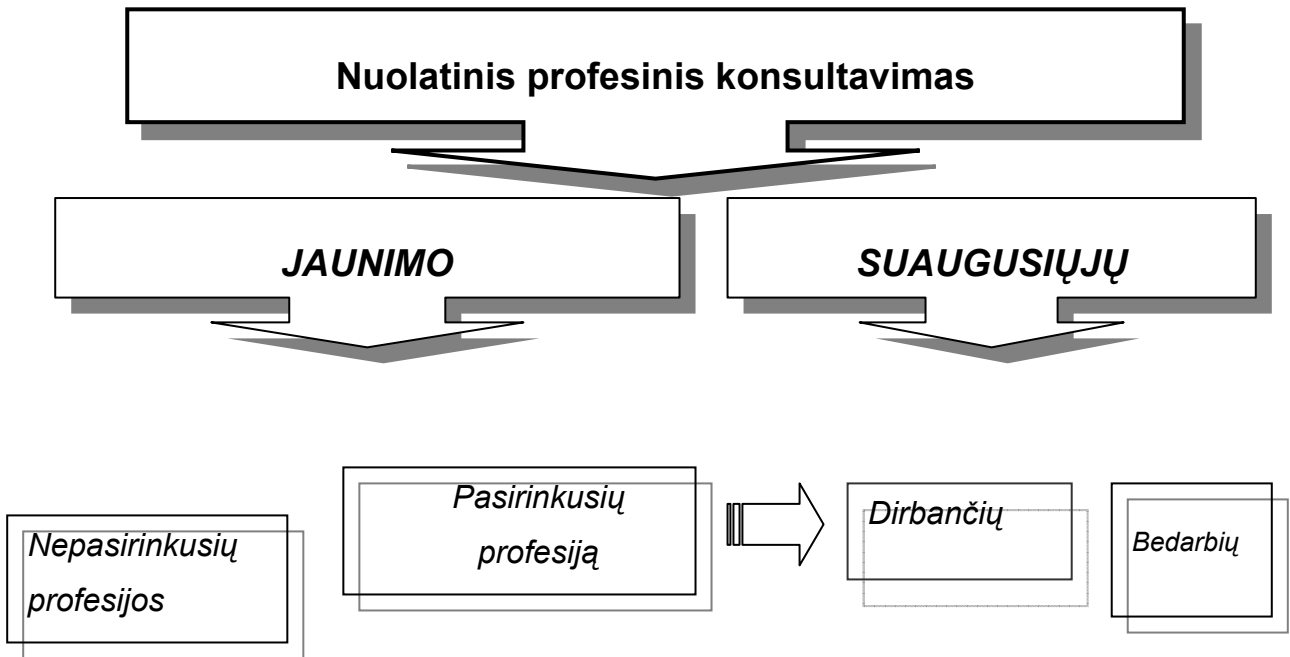 Nuolatinis profesinis konsultavimas
JAUNIMO
SUAUGUSIŲJŲ
Nepasirinkusių
profesijos
Pasirinkusių
profesiją
Dirbančių
Bedarbių